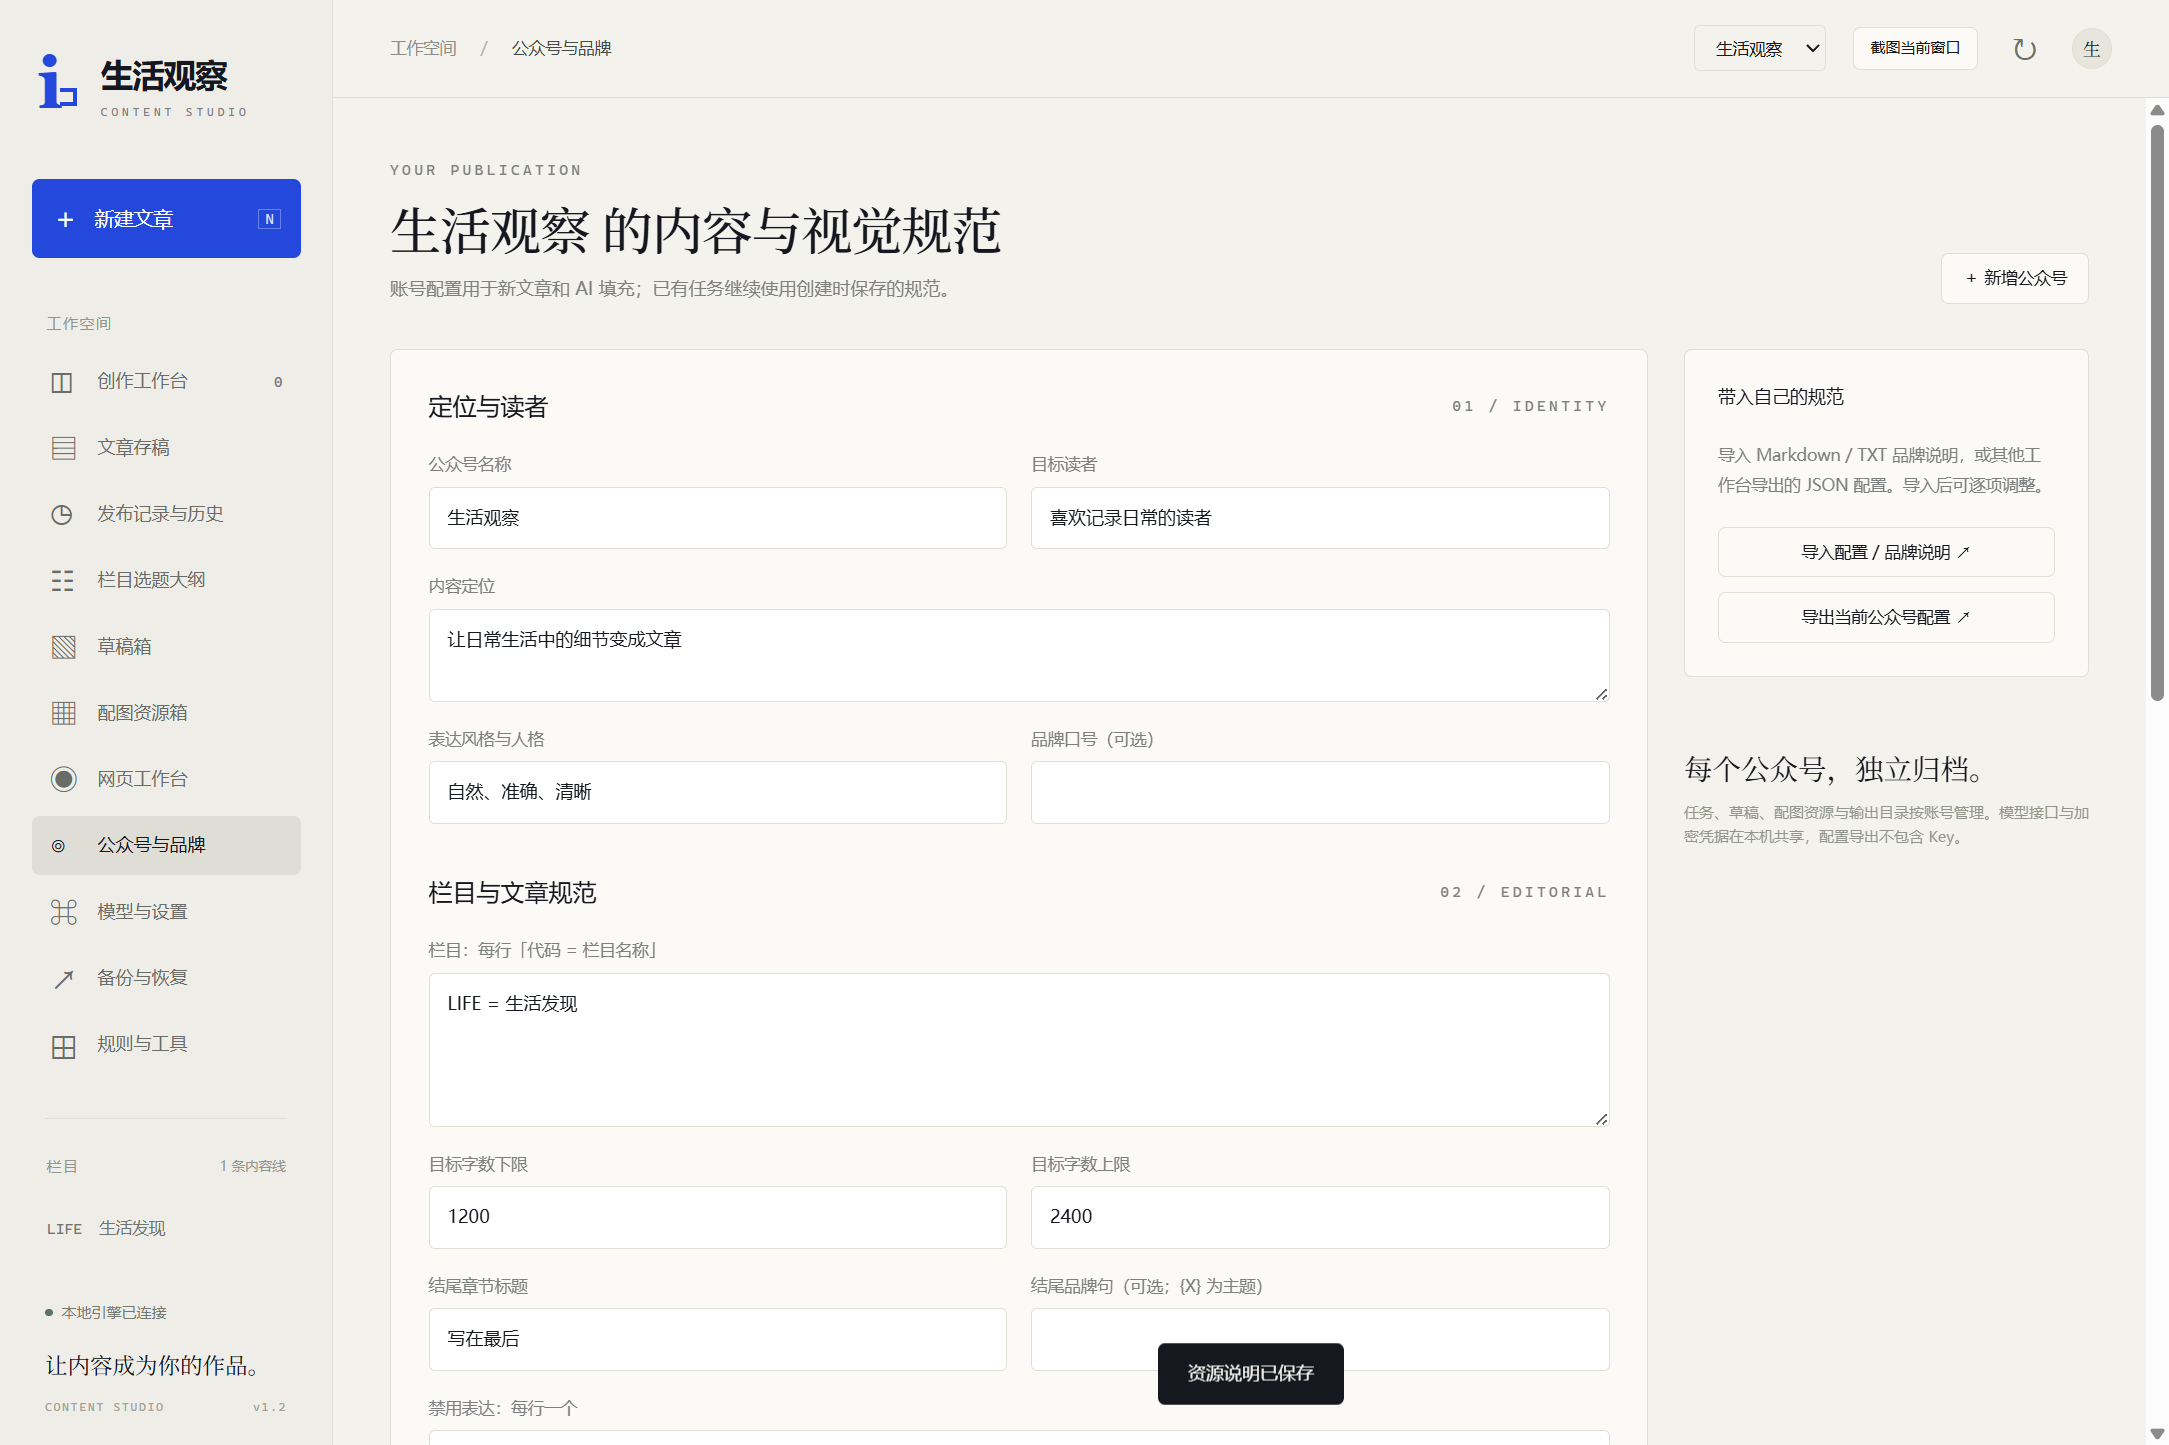 生活观察
CONTENT STUDIO
+ 新建文章 N
工作空间
创作工作台 0
文章存稿
发布记录与历史
栏目选题大纲
草稿箱
配图资源箱
网页工作台
公众号与品牌
模型与设置
备份与恢复
规则与工具
栏目 1 条内容线
LIFE 生活发现
本地引擎已连接
让内容成为你的作品。
CONTENT STUDIO v1.2
工作空间 / 公众号与品牌
生活观察
截图当前窗口
生
YOUR PUBLICATION
生活观察 的内容与视觉规范
账号配置用于新文章和 AI 填充；已有任务继续使用创建时保存的规范。
+ 新增公众号
定位与读者 01 / IDENTITY
公众号名称
生活观察
目标读者
喜欢记录日常的读者
内容定位
让日常生活中的细节变成文章
表达风格与人格
自然、准确、清晰
品牌口号（可选）
栏目与文章规范 02 / EDITORIAL
栏目：每行「代码 = 栏目名称」
LIFE = 生活发现
目标字数下限
1200
目标字数上限
2400
结尾章节标题
写在最后
结尾品牌句（可选；{X} 为主题）
资源说明已保存
禁用表达：每行一个
带入自己的规范
导入 Markdown / TXT 品牌说明，或其他工
作台导出的 JSON 配置。导入后可逐项调整。
导入配置 / 品牌说明 ↗
导出当前公众号配置 ↗
每个公众号，独立归档。
任务、草稿、配图资源与输出目录按账号管理。模型接口与加
密凭据在本机共享，配置导出不包含 Key。